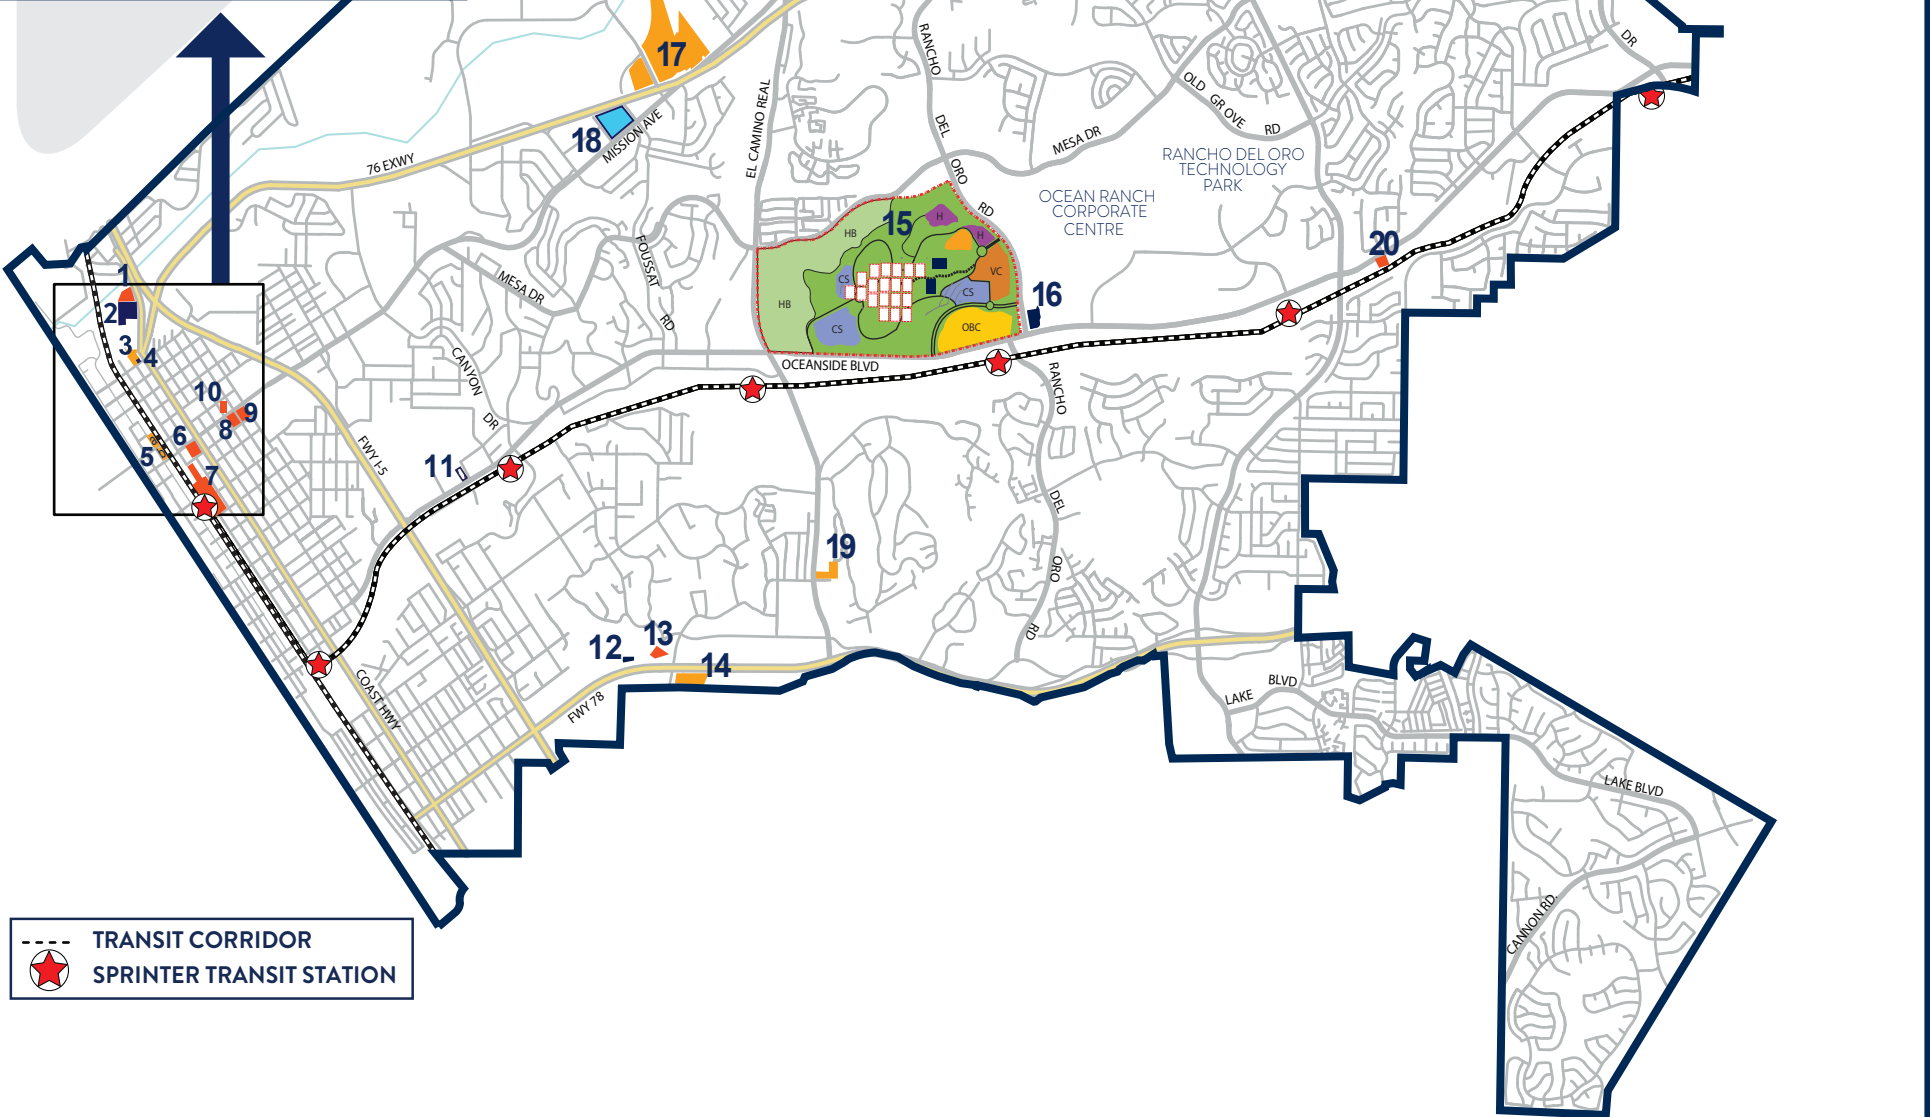 17
18
MISSION AVE
76 EXWY
EL CAMINO REAL
RANCHO
DEL
ORO
RD
MESA DR
OLD GROVE
RD
DR
RANCHO DEL ORO
TECHNOLOGY
PARK
OCEAN RANCH
CORPORATE
CENTRE
15
H
H
HB
HB
CS
CS
CS
VC
OBC
16
20
FOUSSAT
RD
MESA DR
1
2
3
4
5
6
7
8
9
10
CANYON
DR
11
FWY I-5
OCEANSIDE BLVD
RANCHO
DEL
ORO
RD
19
12
13
14
FWY 78
COAST HWY
LAKE BLVD
LAKE BLVD
CANNON RD.
TRANSIT CORRIDOR
SPRINTER TRANSIT STATION